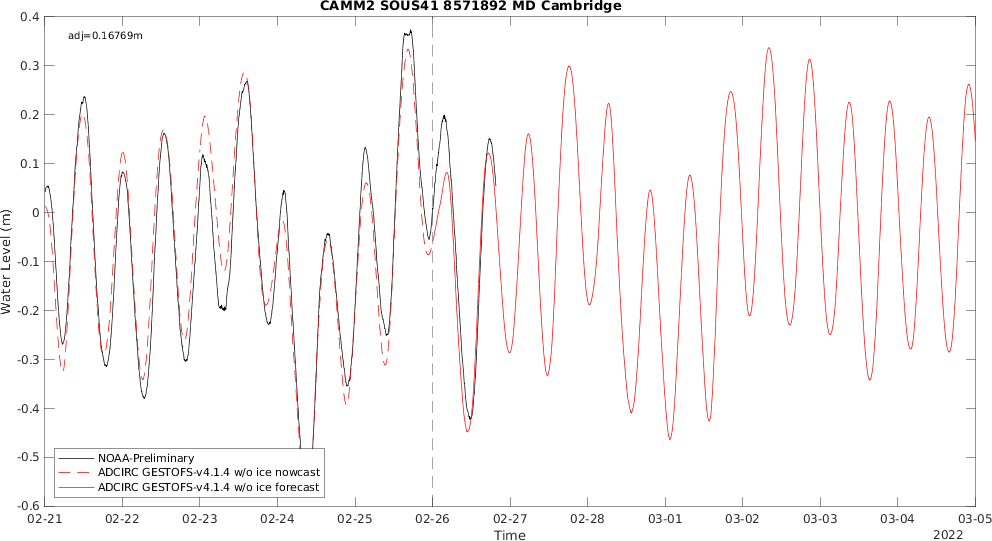 CAMM2 SOUS41 8571892 MD Cambridge
adj=0.16769m
0.4
0.3
0.2
0.1
0
-0.1
-0.2
-0.3
-0.4
-0.5
-0.6
Water Level (m)
NOAA-Preliminary
ADCIRC GESTOFS-v4.1.4 w/o ice nowcast
ADCIRC GESTOFS-v4.1.4 w/o ice forecast
02-21 02-22 02-23 02-24 02-25 02-26 02-27 02-28 03-01 03-02 03-03 03-04 03-05
Time
2022